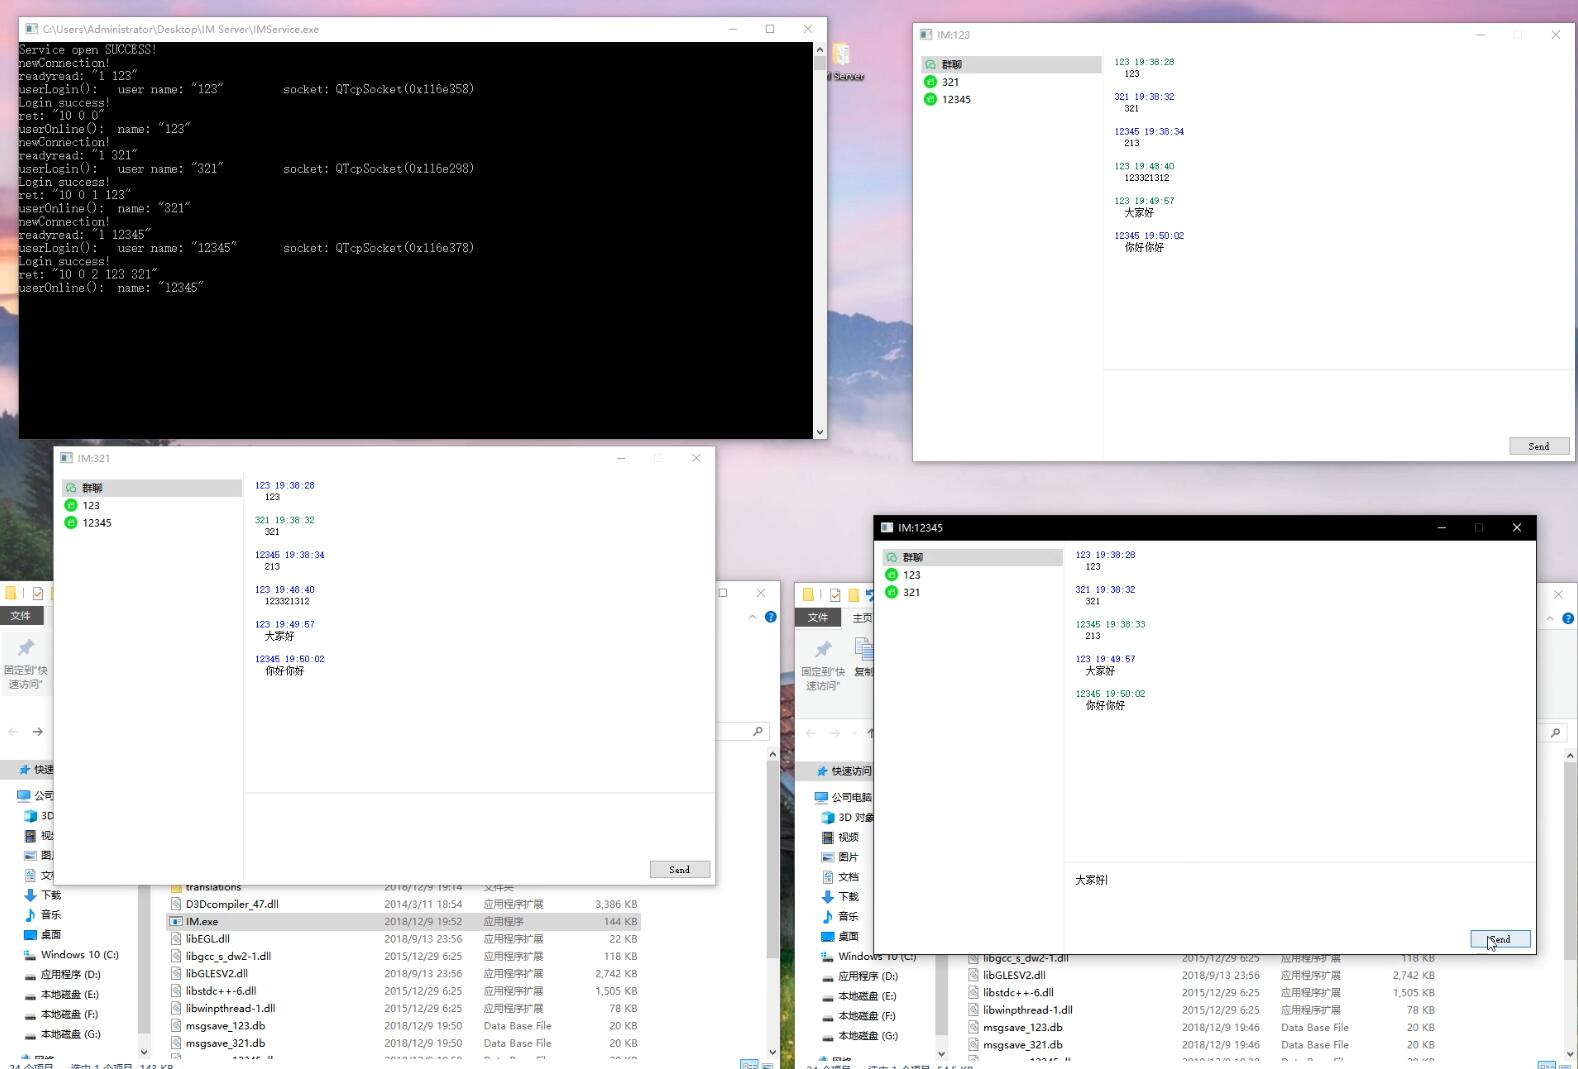 C:\Users\Administrator\Desktop\IM Server\IMService.exe
Service open SUCCESS!
newConnection!
readyread: "1 123"
userLogin():   user name: "123"         socket: QTcpSocket(0x116e358)
Login success!
ret: "10 0 0"
userOnline():  name: "123"
newConnection!
readyread: "1 321"
userLogin():   user name: "321"         socket: QTcpSocket(0x116e298)
Login success!
ret: "10 0 1 123"
userOnline():  name: "321"
newConnection!
readyread: "1 12345"
userLogin():   user name: "12345"       socket: QTcpSocket(0x116e378)
Login success!
ret: "10 0 2 123 321"
userOnline():  name: "12345"
Server
IM:123
群聊
321
12345
123 19:38:28
123
321 19:38:32
321
12345 19:38:34
213
123 19:48:40
123321312
123 19:49:57
大家好
12345 19:50:02
你好你好
Send
IM:321
群聊
123
12345
123 19:38:28
123
321 19:38:32
321
12345 19:38:34
213
123 19:48:40
123321312
123 19:49:57
大家好
12345 19:50:02
你好你好
Send
IM:12345
群聊
123
321
123 19:38:28
123
321 19:38:32
321
12345 19:38:33
213
123 19:49:57
大家好
12345 19:50:02
你好你好
大家好
Send
文件
固定到"快
速访问"
快速
公司
3D
视
图
文
下载
音乐
桌面
Windows 10 (C:)
应用程序 (D:)
本地磁盘 (E:)
本地磁盘 (F:)
本地磁盘 (G:)
translations 2018/12/9 19:14 文件夹
D3Dcompiler_47.dll 2014/3/11 18:54 应用程序扩展 3,386 KB
IM.exe 2018/12/9 19:52 应用程序 144 KB
libEGL.dll 2018/9/13 23:56 应用程序扩展 22 KB
libgcc_s_dw2-1.dll 2015/12/29 6:25 应用程序扩展 118 KB
libGLESV2.dll 2018/9/13 23:56 应用程序扩展 2,742 KB
libstdc++-6.dll 2015/12/29 6:25 应用程序扩展 1,505 KB
libwinpthread-1.dll 2015/12/29 6:25 应用程序扩展 78 KB
msgsave_123.db 2018/12/9 19:50 Data Base File 20 KB
msgsave_321.db 2018/12/9 19:50 Data Base File 20 KB
文件 主页
固定到"快
速访问"
复制
快速访问
公司电脑
3D 对象
视频
图片
文档
下载
音乐
桌面
Windows 10 (C:)
应用程序 (D:)
本地磁盘 (E:)
本地磁盘 (F:)
本地磁盘 (G:)
libgcc_s_dw2-1.dll 2015/12/29 6:25 应用程序扩展 118 KB
libGLESV2.dll 2018/9/13 23:56 应用程序扩展 2,742 KB
libstdc++-6.dll 2015/12/29 6:25 应用程序扩展 1,505 KB
libwinpthread-1.dll 2015/12/29 6:25 应用程序扩展 78 KB
msgsave_123.db 2018/12/9 19:46 Data Base File 20 KB
msgsave_321.db 2018/12/9 19:46 Data Base File 20 KB